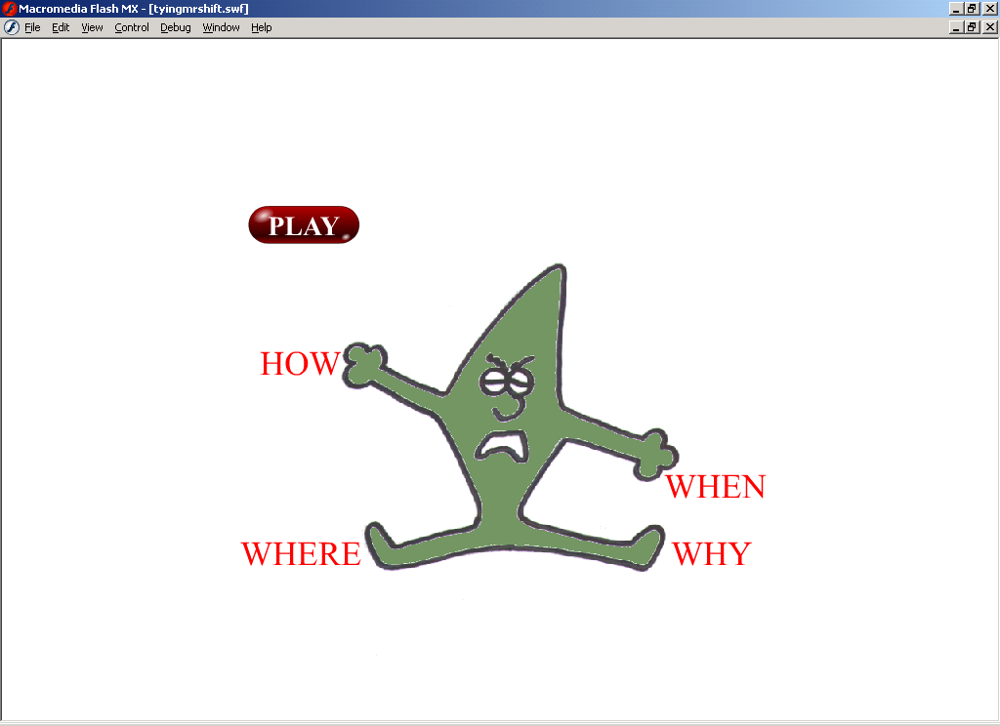 Macromedia Flash MX - [tyingmrshift.swf]
File Edit View Control Debug Window Help
PLAY
HOW
WHEN
WHERE
WHY